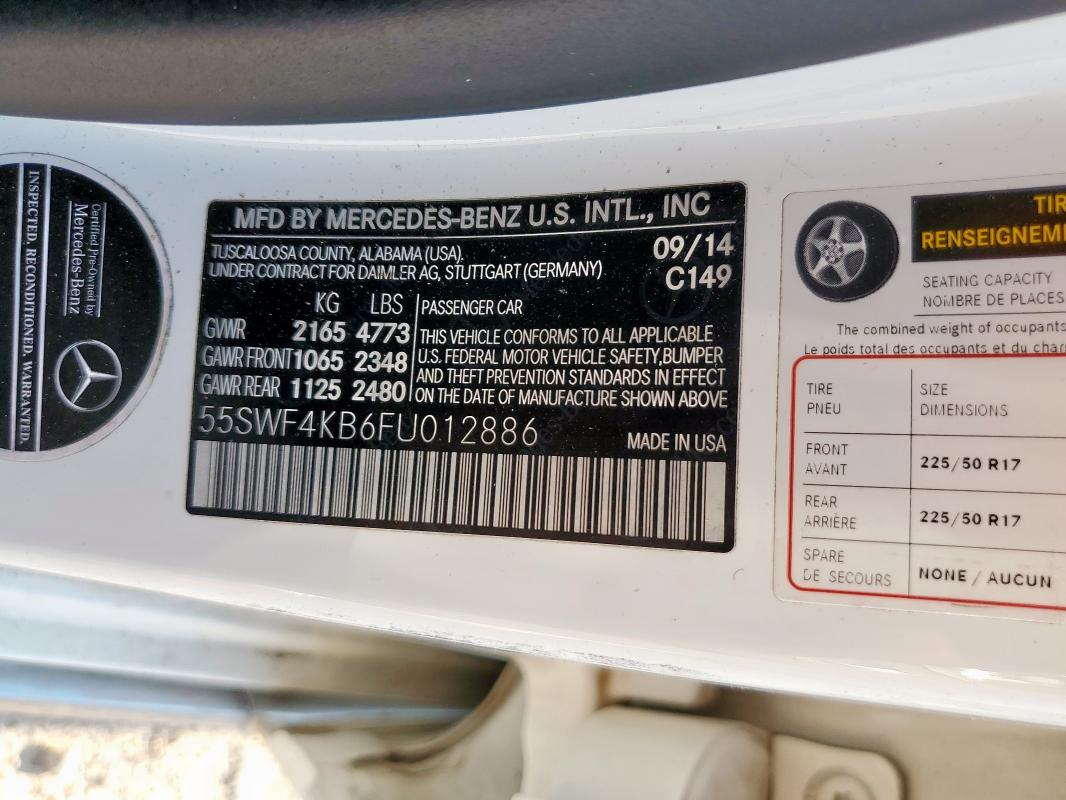 INSPECTED. RECONDITIONED. WARRANTED.
Certified Pre-Owned by
Mercedes-Benz
MFD BY MERCEDES-BENZ U.S. INTL., INC
TUSCALOOSA COUNTY, ALABAMA (USA). 09/14
UNDER CONTRACT FOR DAIMLER AG, STUTTGART (GERMANY) C149
KG LBS
GVWR 2165 4773
GAWR FRONT 1065 2348
GAWR REAR 1125 2480
PASSENGER CAR
THIS VEHICLE CONFORMS TO ALL APPLICABLE
U.S. FEDERAL MOTOR VEHICLE SAFETY,BUMPER
AND THEFT PREVENTION STANDARDS IN EFFECT
ON THE DATE OF MANUFACTURE SHOWN ABOVE
55SWF4KB6FU012886
MADE IN USA
TIR
RENSEIGNEM
SEATING CAPACITY
NOMBRE DE PLACES
The combined weight of occupants
Le poids total des occupants et du char
TIRE SIZE
PNEU DIMENSIONS
FRONT
AVANT 225/50 R17
REAR
ARRIÈRE 225/50 R17
SPARE
DE SECOURS NONE / AUCUN